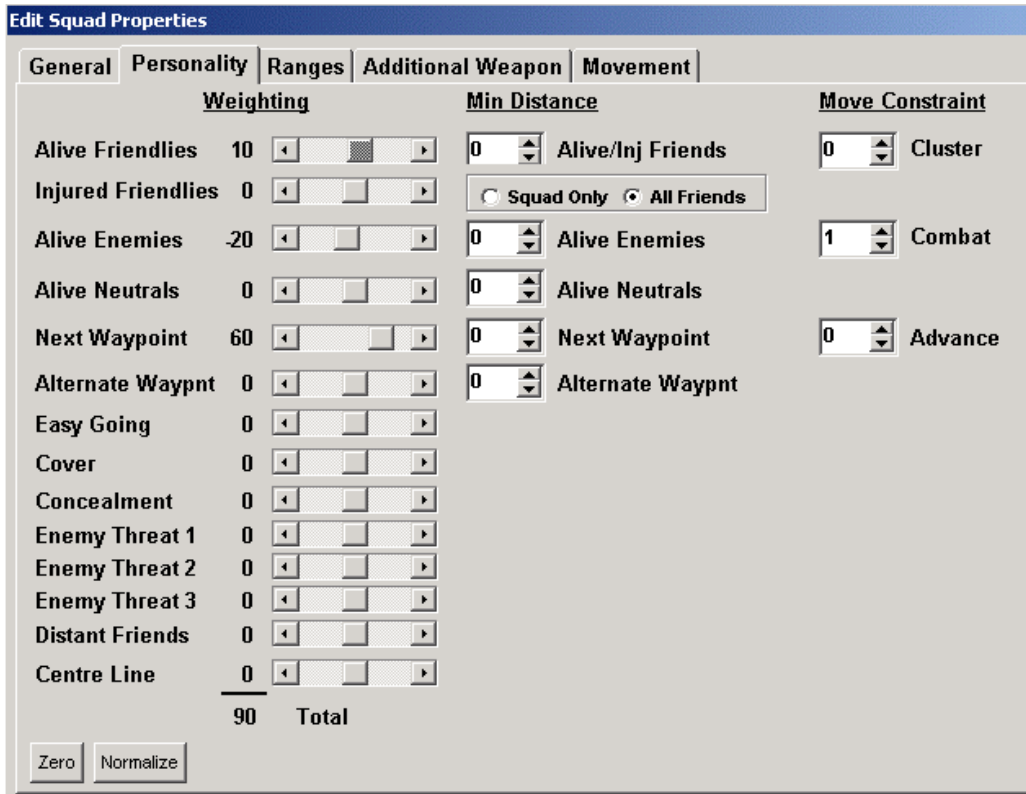 Edit Squad Properties
General Personality Ranges Additional Weapon Movement
Weighting Min Distance Move Constraint
Alive Friendlies 10 0 Alive/Inj Friends 0 Cluster
Injured Friendlies 0 Squad Only All Friends
Alive Enemies -20 0 Alive Enemies 1 Combat
Alive Neutrals 0 0 Alive Neutrals
Next Waypoint 60 0 Next Waypoint 0 Advance
Alternate Waypnt 0 0 Alternate Waypnt
Easy Going 0
Cover 0
Concealment 0
Enemy Threat 1 0
Enemy Threat 2 0
Enemy Threat 3 0
Distant Friends 0
Centre Line 0
90 Total
Zero Normalize